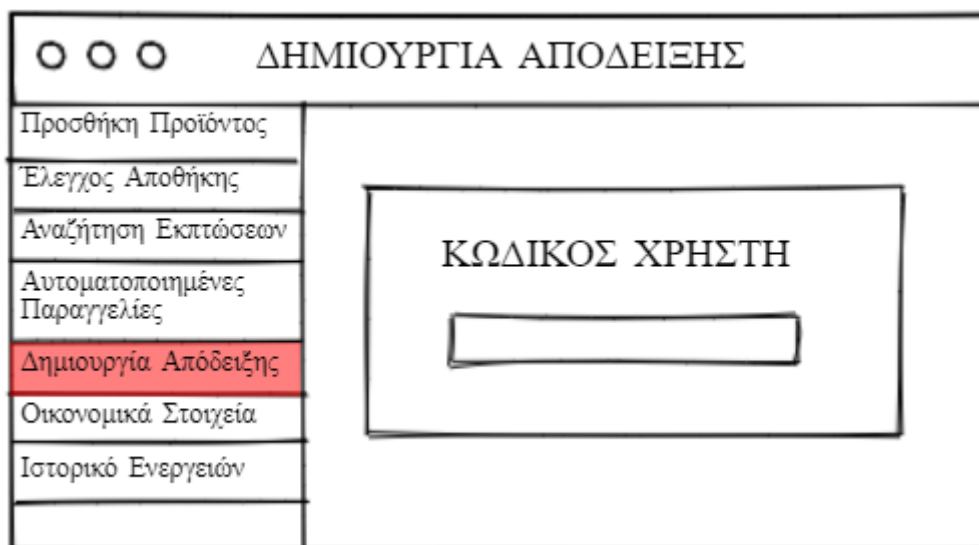 ΔΗΜΙΟΥΡΓΙΑ ΑΠΟΔΕΙΞΗΣ
Προσθήκη Προϊόντος
Έλεγχος Αποθήκης
Αναζήτηση Εκπτώσεων
Αυτοματοποιημένες
Παραγγελίες
Δημιουργία Απόδειξης
Οικονομικά Στοιχεία
Ιστορικό Ενεργειών
ΚΩΔΙΚΟΣ ΧΡΗΣΤΗ